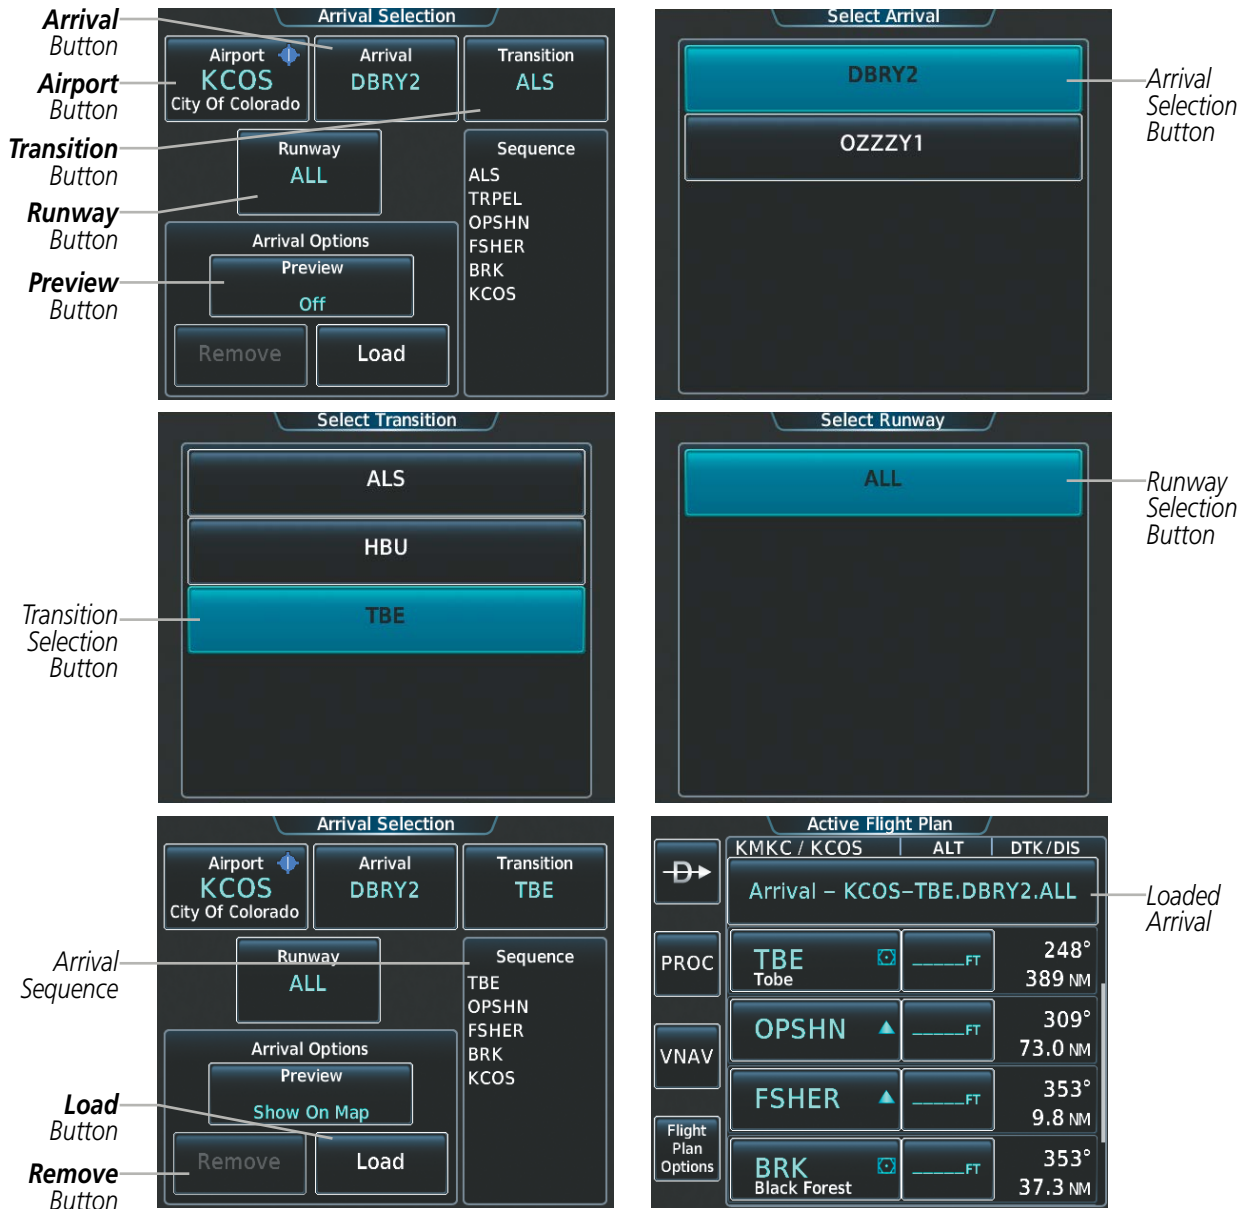 Arrival
Button
Airport
Button
Transition
Button
Runway
Button
Preview
Button
Arrival Selection
Airport
KCOS
City Of Colorado
Arrival
DBRY2
Transition
ALS
Runway
ALL
Sequence
ALS
TRPEL
OPSHN
FSHER
BRK
KCOS
Arrival Options
Preview
Off
Remove
Load
Select Arrival
DBRY2
OZZZY1
Arrival
Selection
Button
Select Transition
ALS
HBU
TBE
Transition
Selection
Button
Select Runway
ALL
Runway
Selection
Button
Arrival Selection
Airport
KCOS
City Of Colorado
Arrival
DBRY2
Transition
TBE
Runway
ALL
Sequence
TBE
OPSHN
FSHER
BRK
KCOS
Arrival Options
Preview
Show On Map
Remove
Load
Arrival
Sequence
Load
Button
Remove
Button
Active Flight Plan
KMKC / KCOS ALT DTK/DIS
Arrival – KCOS–TBE.DBRY2.ALL
D
PROC
VNAV
Flight
Plan
Options
TBE _____FT 248°
Tobe 389 NM
OPSHN _____FT 309°
73.0 NM
FSHER _____FT 353°
9.8 NM
BRK _____FT 353°
Black Forest 37.3 NM
Loaded
Arrival